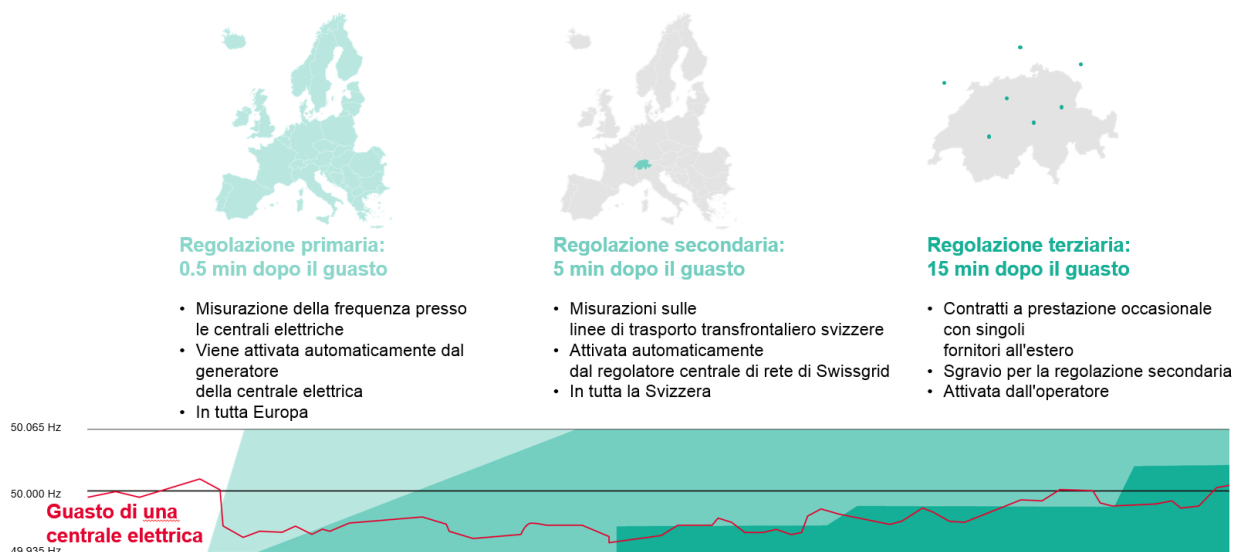 Regolazione primaria:
0.5 min dopo il guasto
• Misurazione della frequenza presso
le centrali elettriche
• Viene attivata automaticamente dal
generatore
della centrale elettrica
• In tutta Europa
Regolazione secondaria:
5 min dopo il guasto
• Misurazioni sulle
linee di trasporto transfrontaliero svizzere
• Attivata automaticamente
dal regolatore centrale di rete di Swissgrid
• In tutta la Svizzera
Regolazione terziaria:
15 min dopo il guasto
• Contratti a prestazione occasionale
con singoli
fornitori all'estero
• Sgravio per la regolazione secondaria
• Attivata dall'operatore
50.065 Hz
50.000 Hz
Guasto di una
centrale elettrica
49.935 Hz